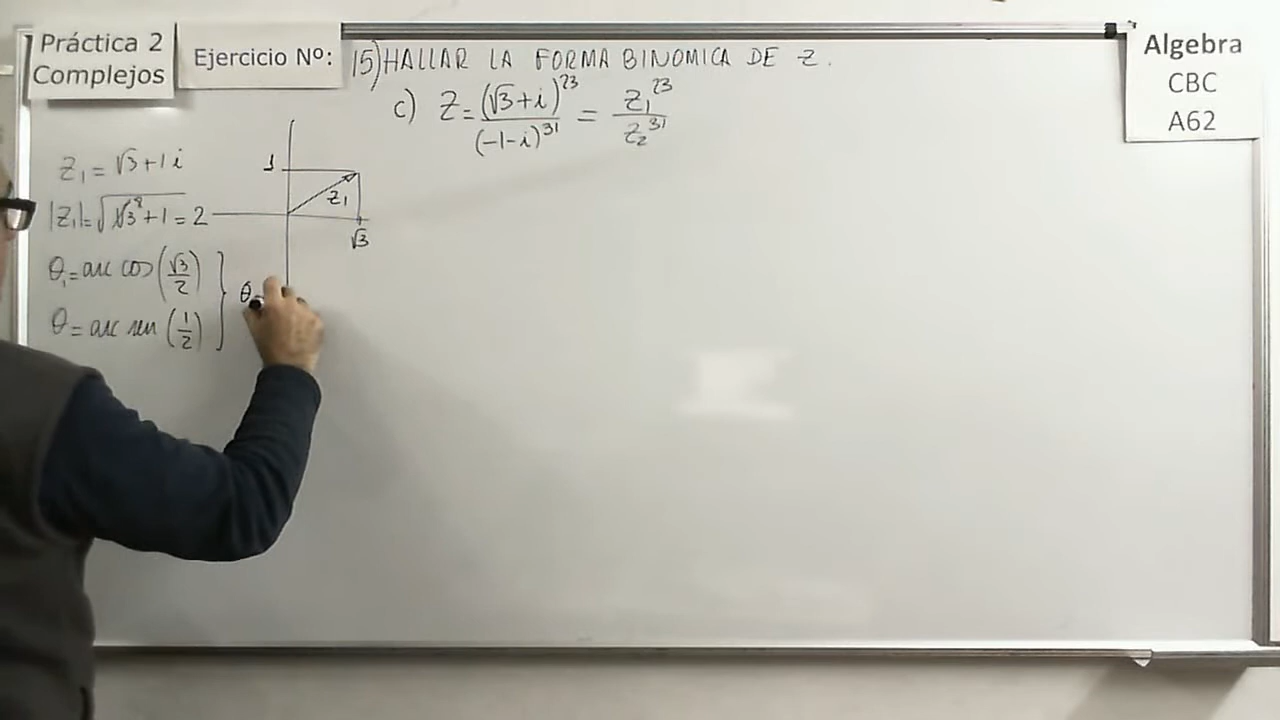 Práctica 2
Complejos
Ejercicio Nº:
15) HALLAR LA FORMA BINOMICA DE Z.
Algebra
CBC
A62
c) Z = (√3+i)^23 / (-1-i)^31 = Z₁^23 / Z₂^31
Z₁ = √3+1i
|Z₁| = √(√3²+1) = 2
1
Z₁
√3
θ₁ = arc cos(√3/2)
θ = arc sen(1/2)
θ